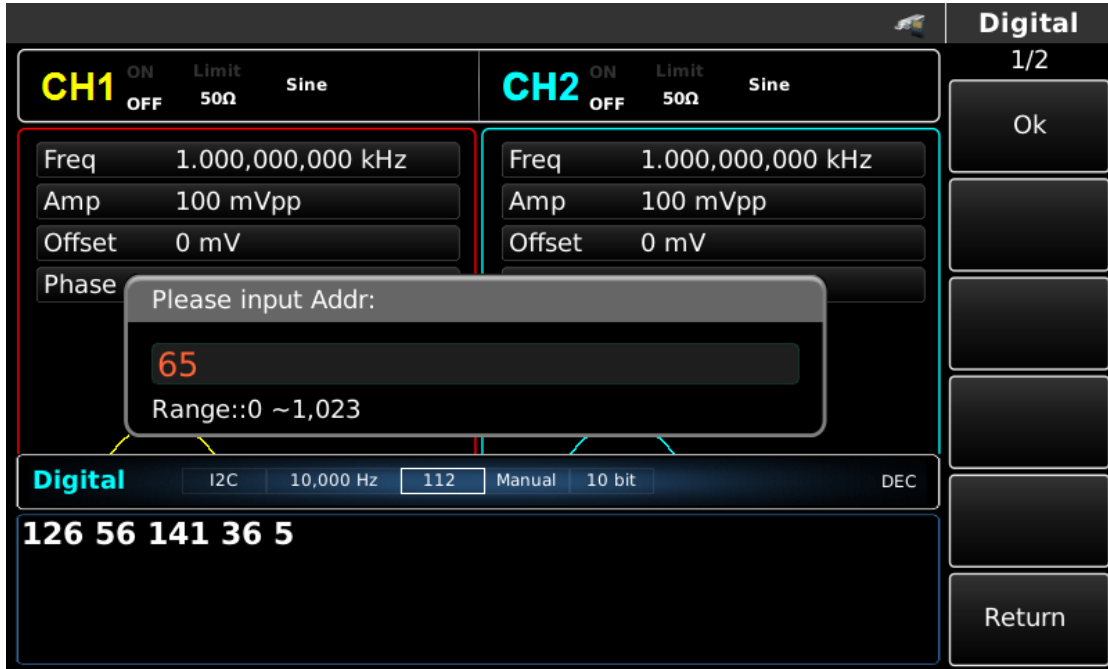 Digital
1/2
CH1 ON OFF Limit 50Ω Sine
CH2 ON OFF Limit 50Ω Sine
Ok
Freq 1.000,000,000 kHz
Freq 1.000,000,000 kHz
Amp 100 mVpp
Amp 100 mVpp
Offset 0 mV
Offset 0 mV
Phase
Please input Addr:
65
Range::0 ~1,023
Digital I2C 10,000 Hz 112 Manual 10 bit DEC
126 56 141 36 5
Return